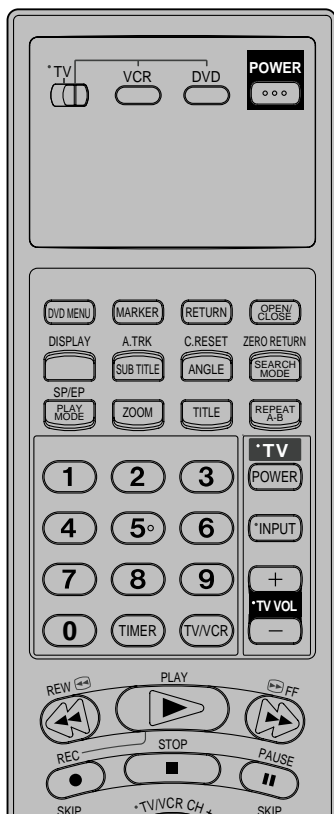 POWER
•TV VCR DVD
DVD MENU MARKER RETURN OPEN/
CLOSE
DISPLAY A.TRK C.RESET ZERO RETURN
SUB TITLE ANGLE SEARCH
MODE
SP/EP
PLAY
MODE ZOOM TITLE REPEAT
A-B
•TV
1 2 3 POWER
4 5 6 •INPUT
7 8 9 +
•TV VOL
0 TIMER TV/VCR −
REW PLAY FF
REC STOP PAUSE
SKIP •TV/VCR CH SKIP